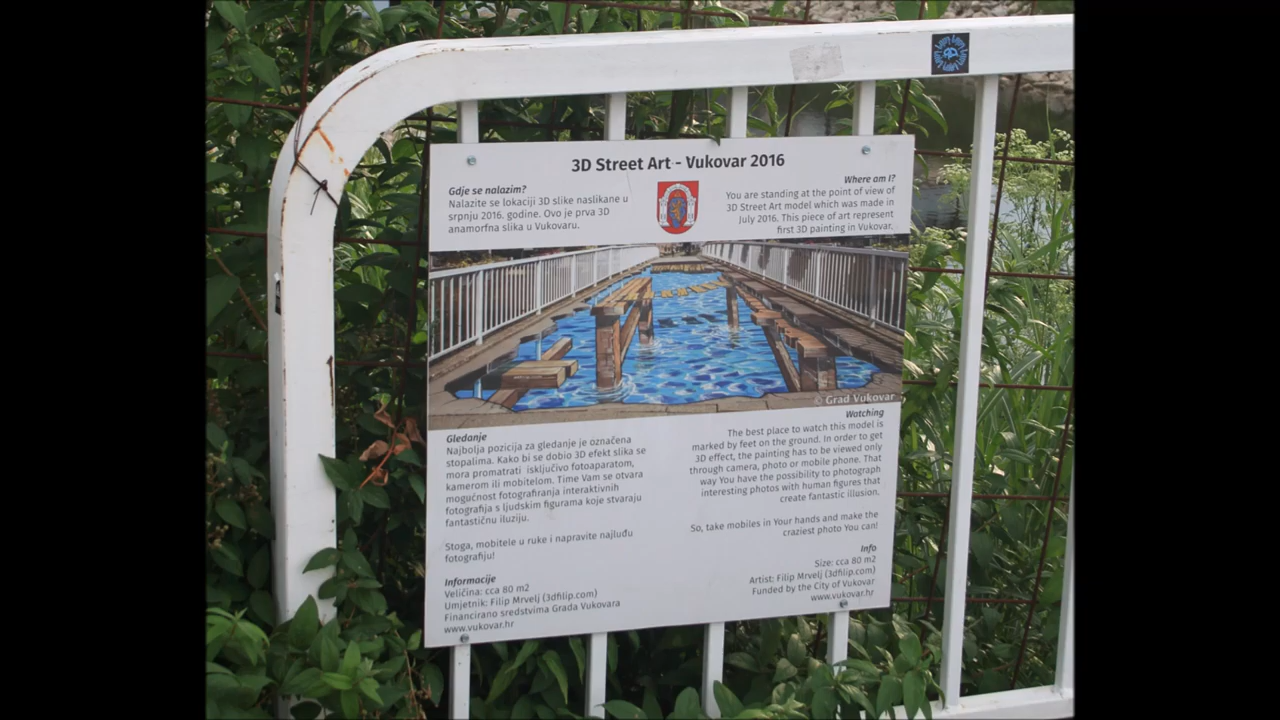 3D Street Art - Vukovar 2016
Gdje se nalazim?
Nalazite se lokaciji 3D slike naslikane u
srpnju 2016. godine. Ovo je prva 3D
anamorfna slika u Vukovaru.
Where am I?
You are standing at the point of view of
3D Street Art model which was made in
July 2016. This piece of art represent
first 3D painting in Vukovar.
© Grad Vukovar
Gledanje
Najbolja pozicija za gledanje je označena
stopalima. Kako bi se dobio 3D efekt slika se
mora promatrati isključivo fotoaparatom,
kamerom ili mobitelom. Time Vam se otvara
mogućnost fotografiranja interaktivnih
fotografija s ljudskim figurama koje stvaraju
fantastičnu iluziju.
Stoga, mobitele u ruke i napravite najluđu
fotografiju!
Informacije
Veličina: cca 80 m2
Umjetnik: Filip Mrvelj (3dfilip.com)
Financirano sredstvima Grada Vukovara
www.vukovar.hr
Watching
The best place to watch this model is
marked by feet on the ground. In order to get
3D effect, the painting has to be viewed only
through camera, photo or mobile phone. That
way You have the possibility to photograph
interesting photos with human figures that
create fantastic illusion.
So, take mobiles in Your hands and make the
craziest photo You can!
Info
Size: cca 80 m2
Artist: Filip Mrvelj (3dfilip.com)
Funded by the City of Vukovar
www.vukovar.hr